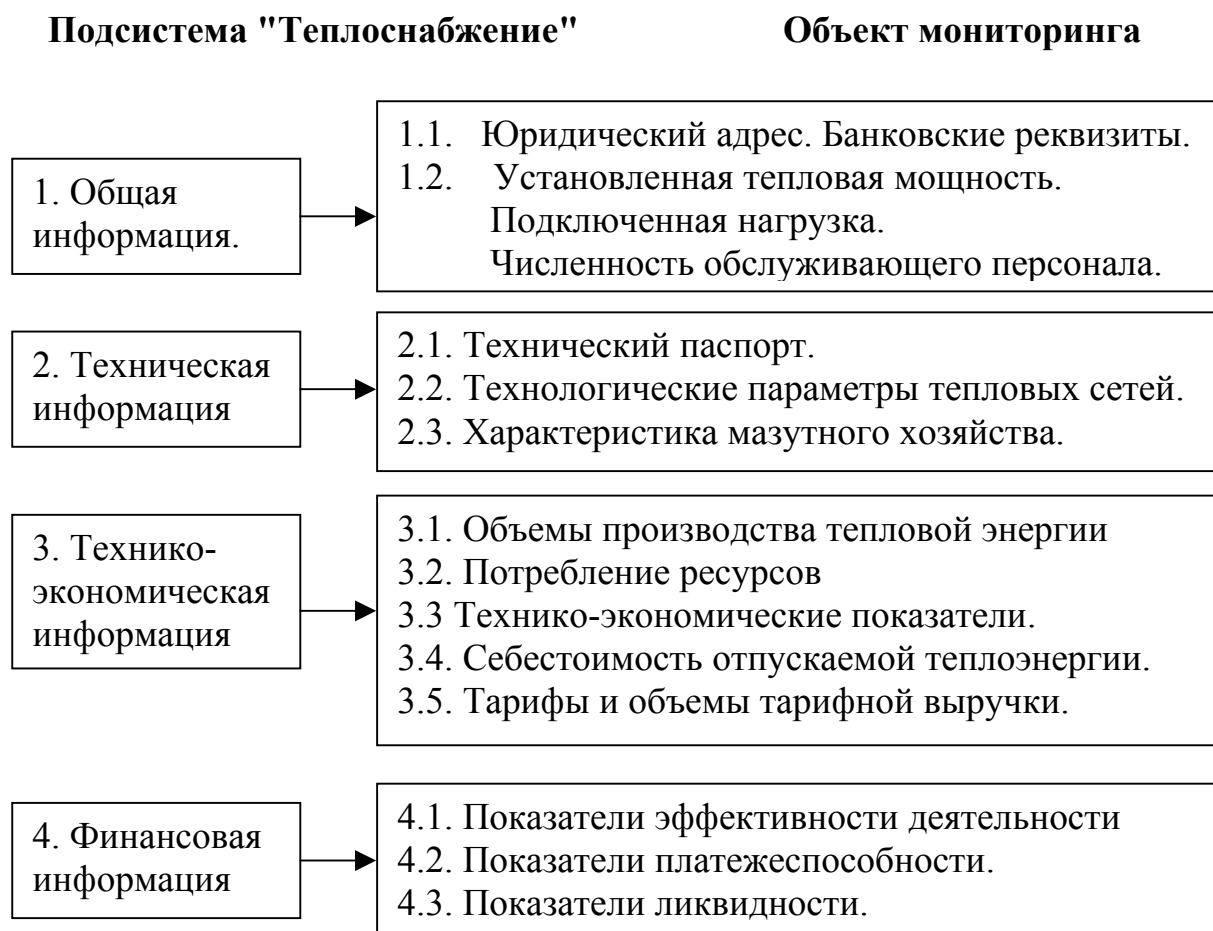 Подсистема "Теплоснабжение" Объект мониторинга
1. Общая
информация.
1.1. Юридический адрес. Банковские реквизиты.
1.2. Установленная тепловая мощность.
Подключенная нагрузка.
Численность обслуживающего персонала.
2. Техническая
информация
2.1. Технический паспорт.
2.2. Технологические параметры тепловых сетей.
2.3. Характеристика мазутного хозяйства.
3. Технико-
экономическая
информация
3.1. Объемы производства тепловой энергии
3.2. Потребление ресурсов
3.3 Технико-экономические показатели.
3.4. Себестоимость отпускаемой теплоэнергии.
3.5. Тарифы и объемы тарифной выручки.
4. Финансовая
информация
4.1. Показатели эффективности деятельности
4.2. Показатели платежеспособности.
4.3. Показатели ликвидности.